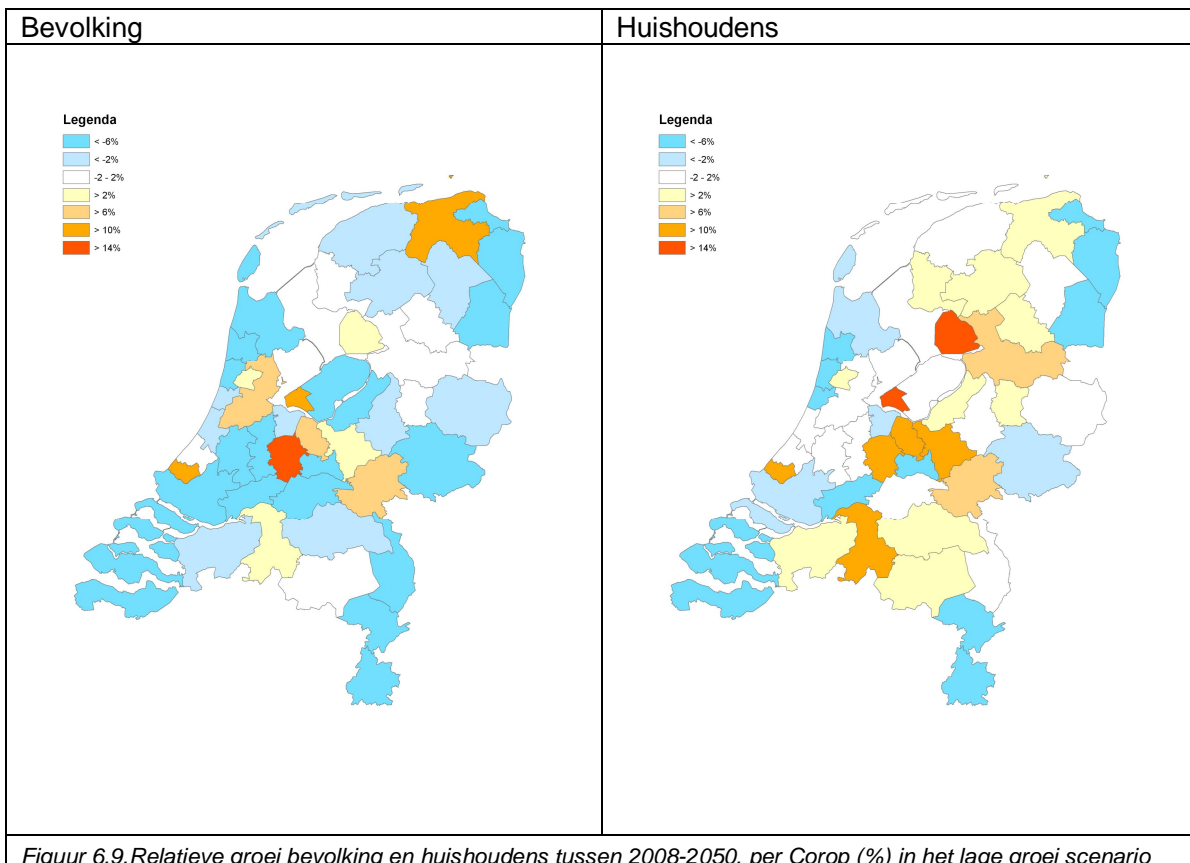 Bevolking
Huishoudens
Legenda
< -6%
< -2%
-2 - 2%
> 2%
> 6%
> 10%
> 14%
Legenda
< -6%
< -2%
-2 - 2%
> 2%
> 6%
> 10%
> 14%
Figuur 6.9.Relatieve groei bevolking en huishoudens tussen 2008-2050, per Corop (%) in het lage groei scenario